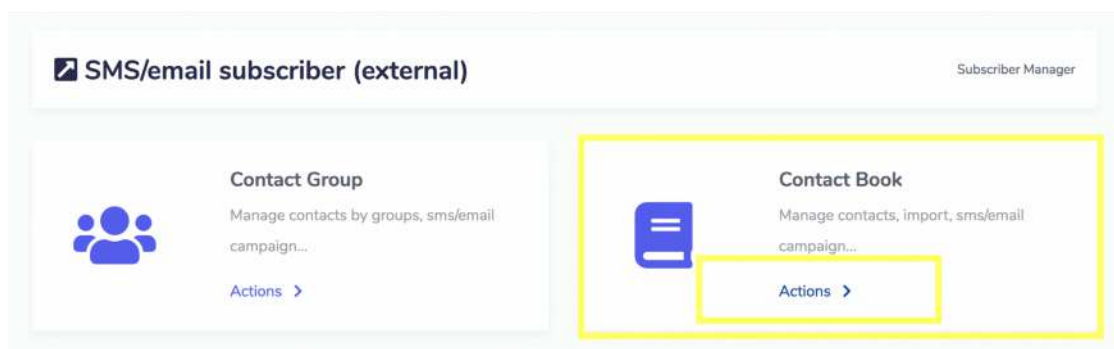 SMS/email subscriber (external)
Subscriber Manager
Contact Group
Manage contacts by groups, sms/email
campaign...
Actions
Contact Book
Manage contacts, import, sms/email
campaign...
Actions